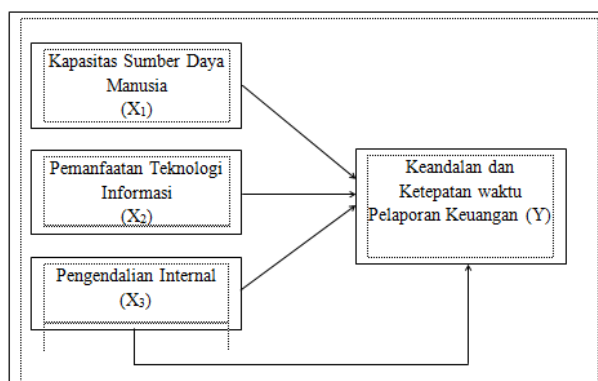 Kapasitas Sumber Daya
Manusia
(X₁)
Pemanfaatan Teknologi
Informasi
(X₂)
Pengendalian Internal
(X₃)
Keandalan dan
Ketepatan waktu
Pelaporan Keuangan (Y)